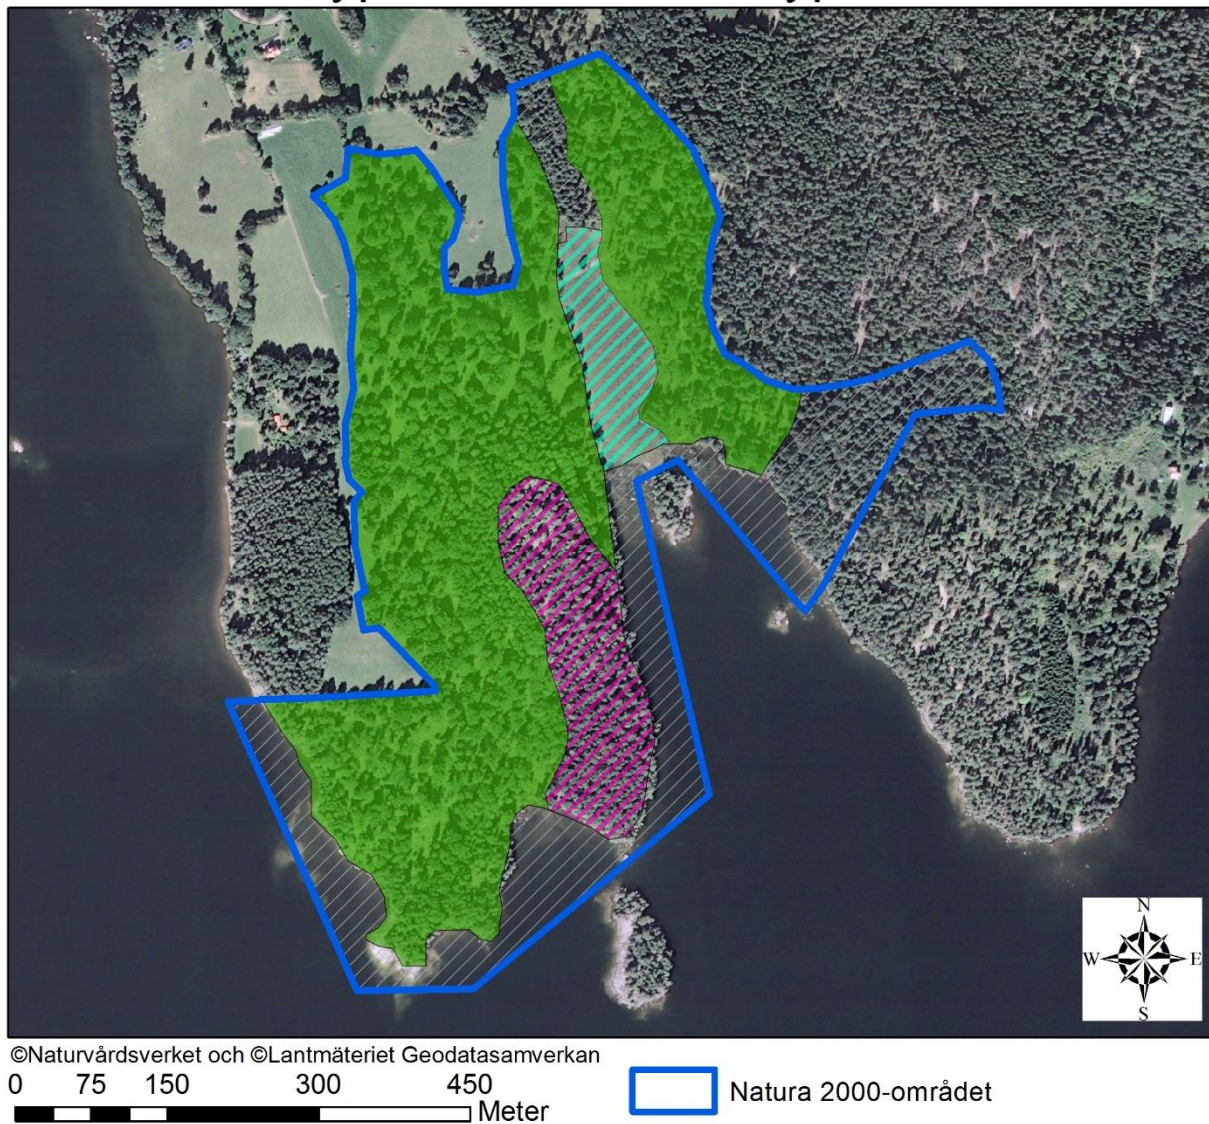 N
W E
S
©Naturvårdsverket och ©Lantmäteriet Geodatasamverkan
0 75 150 300 450
Meter
Natura 2000-området